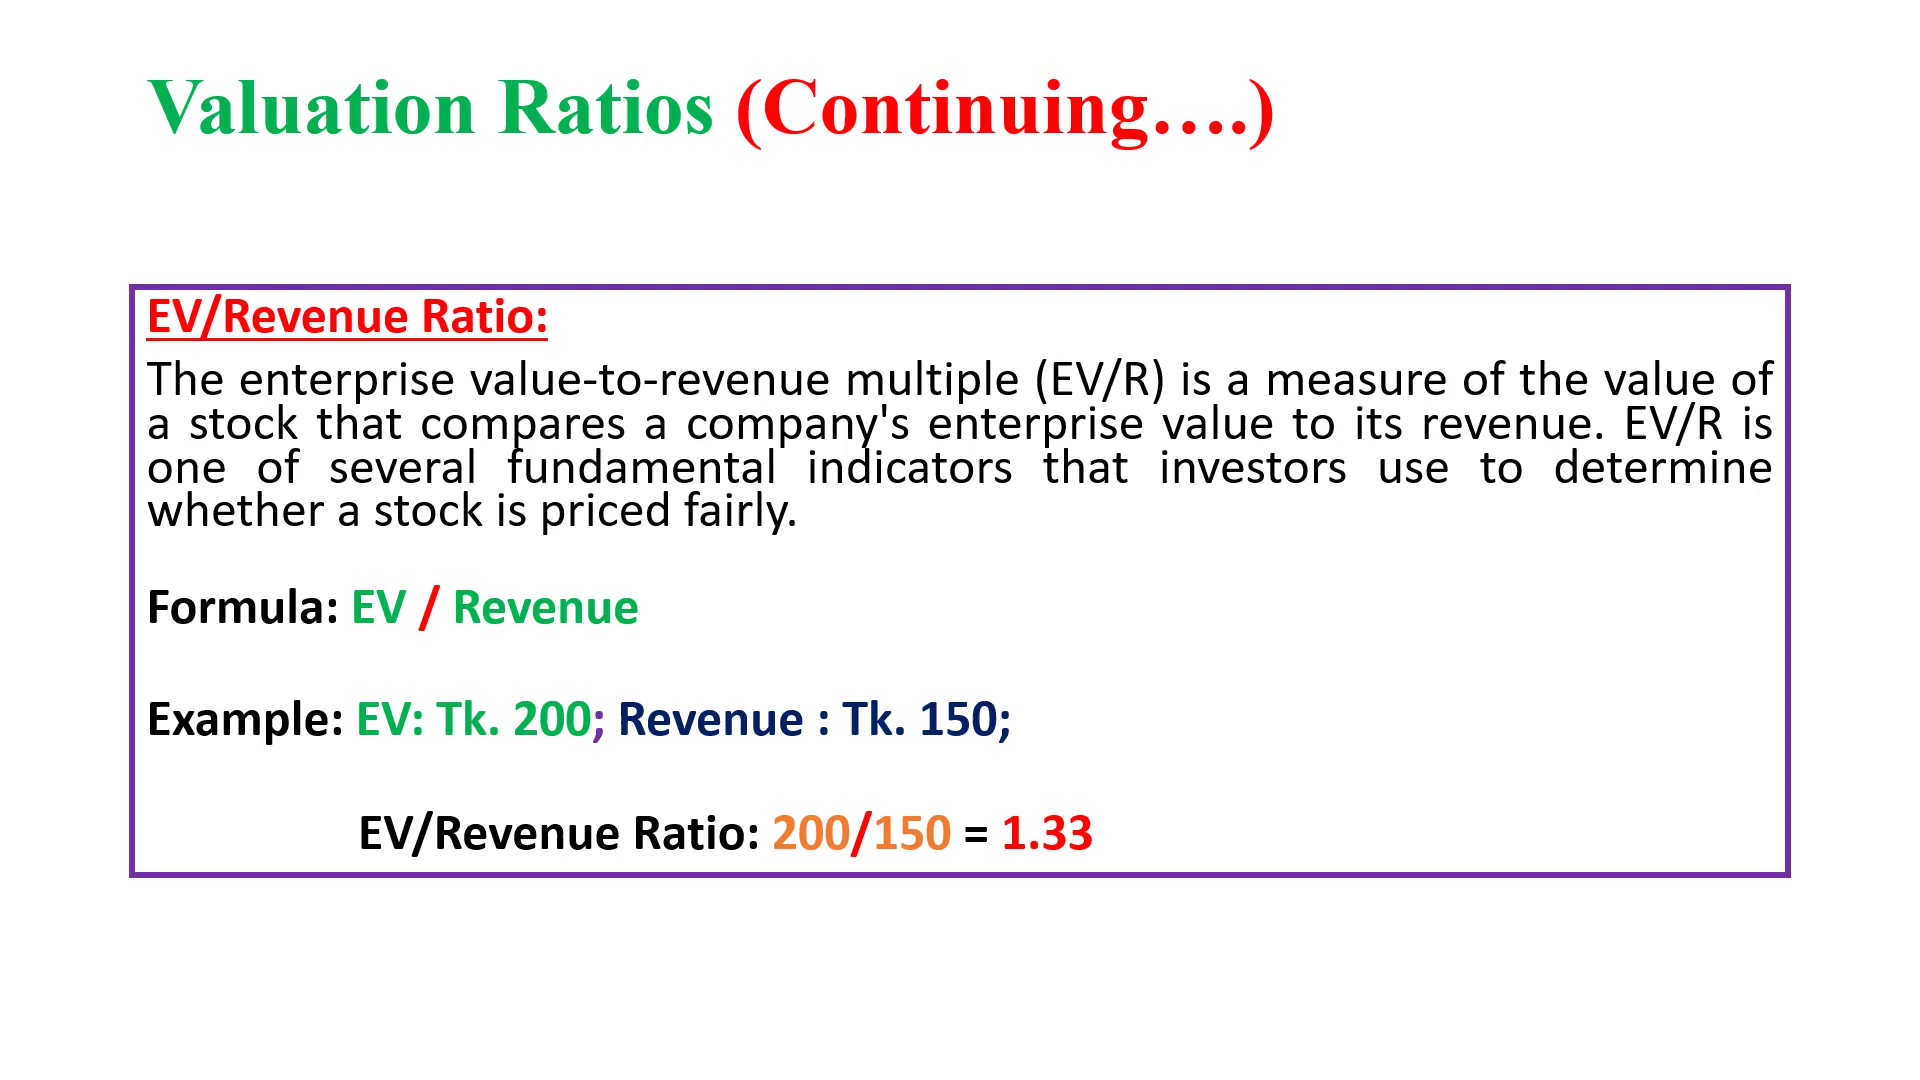 Valuation Ratios (Continuing….)
EV/Revenue Ratio:
The enterprise value-to-revenue multiple (EV/R) is a measure of the value of
a stock that compares a company's enterprise value to its revenue. EV/R is
one of several fundamental indicators that investors use to determine
whether a stock is priced fairly.
Formula: EV / Revenue
Example: EV: Tk. 200; Revenue : Tk. 150;
EV/Revenue Ratio: 200/150 = 1.33